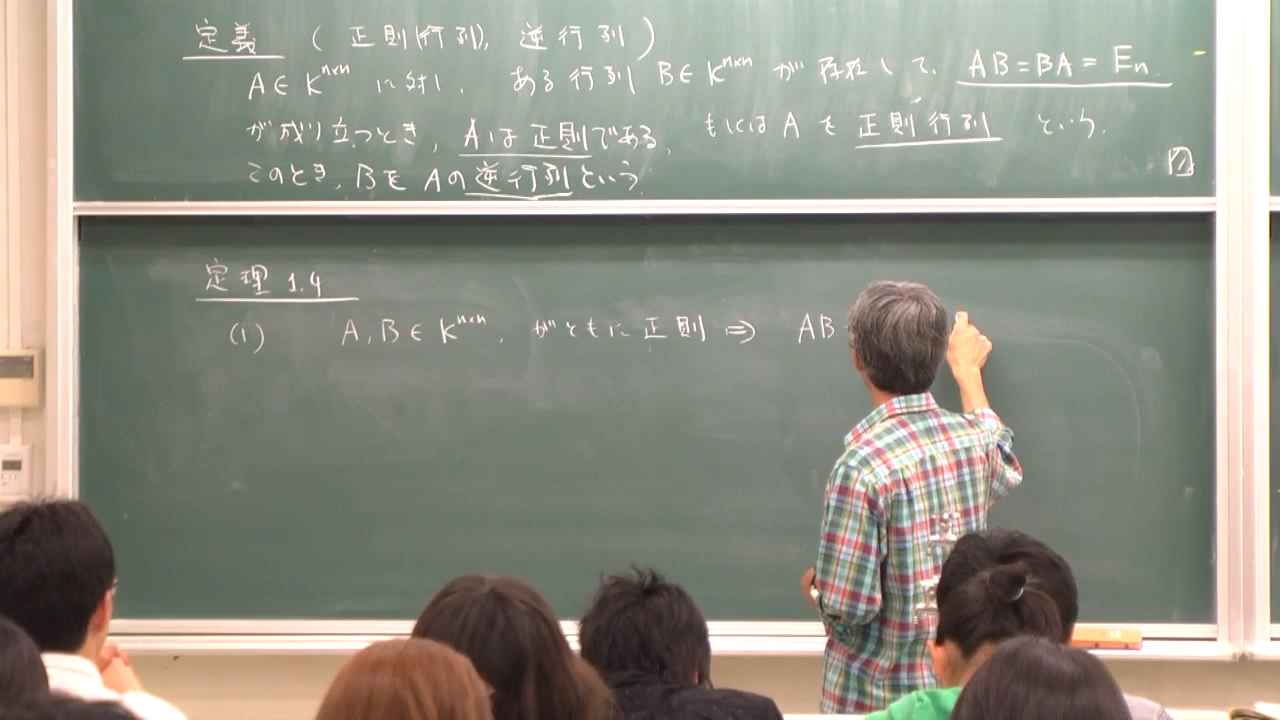 定義 (正則行列, 逆行列)
A ∈ K^{n×n} に対し, ある行列 B ∈ K^{n×n} が存在して, AB = BA = En
が成り立つとき, A は 正則である, もしくは A を 正則行列 という.
このとき, B を A の逆行列という.
定理 1.4
(1) A, B ∈ K^{n×n}, がともに正則 ⇒ AB